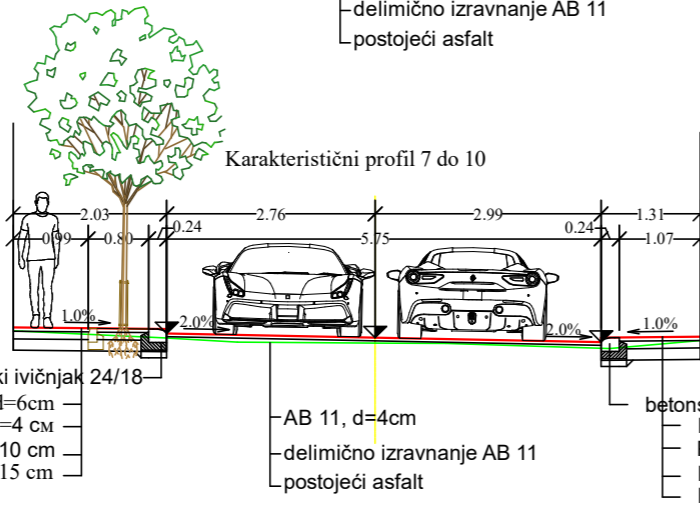 delimično izravnanje AB 11
postojeći asfalt
Karakteristični profil 7 do 10
2.03 2.76 2.99 1.31
0.99 0.80 0.24 5.75 0.24 1.07
1.0% 2.0% 2.0% 1.0%
ki ivičnjak 24/18
d=6cm
=4 см
10 cm
15 cm
AB 11, d=4cm
delimično izravnanje AB 11
postojeći asfalt
betons